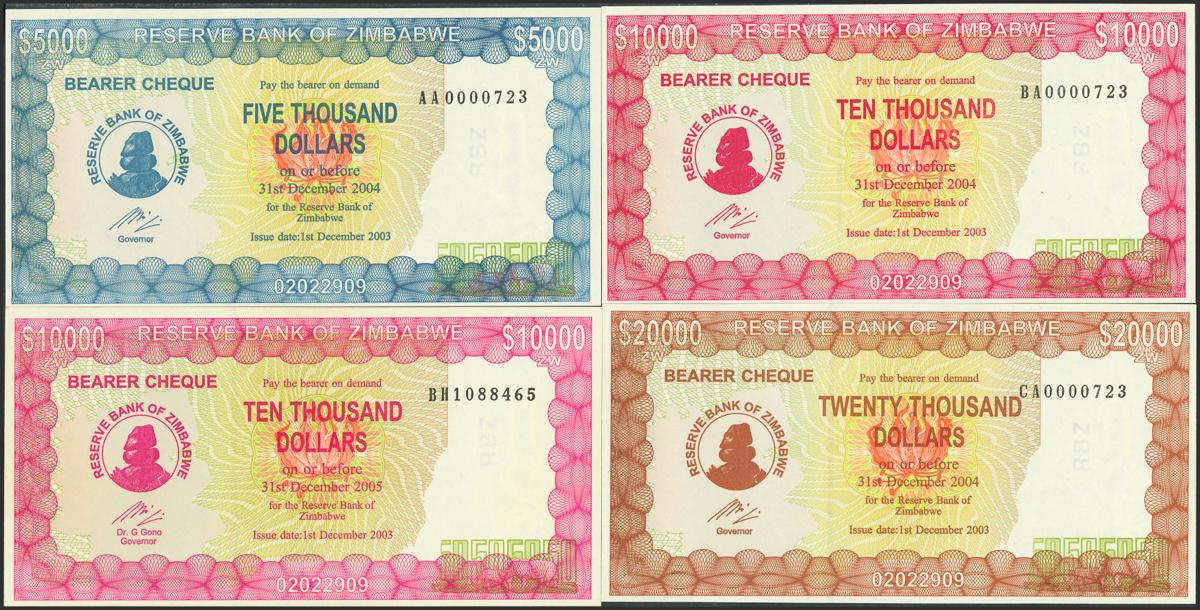 $5000 RESERVE BANK OF ZIMBABWE $5000
ZW ZW
BEARER CHEQUE
Pay the bearer on demand
AA0000723
FIVE THOUSAND
DOLLARS
RESERVE BANK OF ZIMBABWE
on or before
31st December 2004
for the Reserve Bank of
Zimbabwe
Issue date:1st December 2003
Governor
RBZ
02022909
$10000 RESERVE BANK OF ZIMBABWE $10000
ZW ZW
BEARER CHEQUE
Pay the bearer on demand
BA0000723
TEN THOUSAND
DOLLARS
RESERVE BANK OF ZIMBABWE
on or before
31st December 2004
for the Reserve Bank of
Zimbabwe
Issue date:1st December 2003
Governor
RBZ
02022909
$10000 RESERVE BANK OF ZIMBABWE $10000
ZW ZW
BEARER CHEQUE
Pay the bearer on demand
BH1088465
TEN THOUSAND
DOLLARS
RESERVE BANK OF ZIMBABWE
on or before
31st December 2005
for the Reserve Bank of
Zimbabwe
Issue date:1st December 2003
Dr. G Gono
Governor
RBZ
02022909
$20000 RESERVE BANK OF ZIMBABWE $20000
ZW ZW
BEARER CHEQUE
Pay the bearer on demand
CA0000723
TWENTY THOUSAND
DOLLARS
RESERVE BANK OF ZIMBABWE
on or before
31st December 2004
for the Reserve Bank of
Zimbabwe
Issue date:1st December 2003
Governor
RBZ
02022909